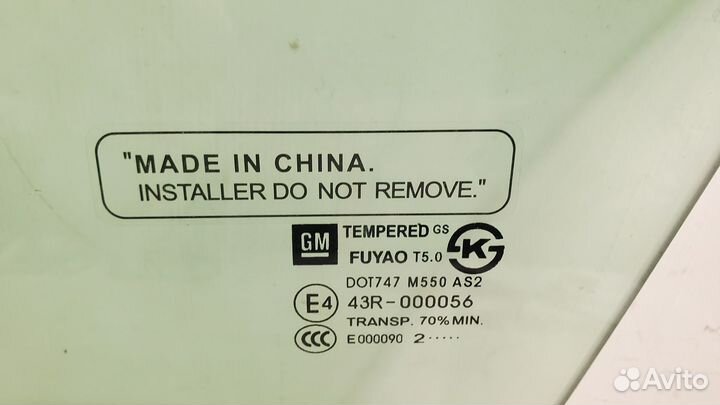 "MADE IN CHINA.
INSTALLER DO NOT REMOVE."
GM TEMPERED GS K
FUYAO T5.0
DOT747 M550 AS2
E4 43R-000056
TRANSP. 70% MIN.
CCC E000090 2·····
Avito